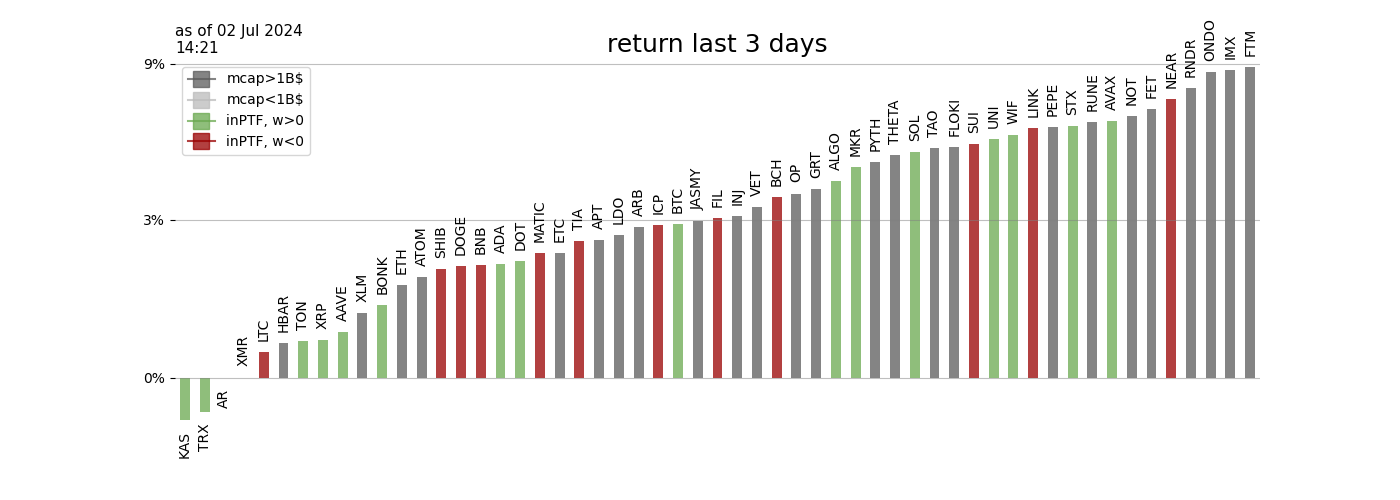 as of 02 Jul 2024
14:21
return last 3 days
9%
3%
0%
mcap>1B$
mcap<1B$
inPTF, w>0
inPTF, w<0
KAS
TRX
AR
XMR
LTC
HBAR
TON
XRP
AAVE
XLM
BONK
ETH
ATOM
SHIB
DOGE
BNB
ADA
DOT
MATIC
ETC
TIA
APT
LDO
ARB
ICP
BTC
JASMY
FIL
INJ
VET
BCH
OP
GRT
ALGO
MKR
PYTH
THETA
SOL
TAO
FLOKI
SUI
UNI
WIF
LINK
PEPE
STX
RUNE
AVAX
NOT
FET
NEAR
RNDR
ONDO
IMX
FTM